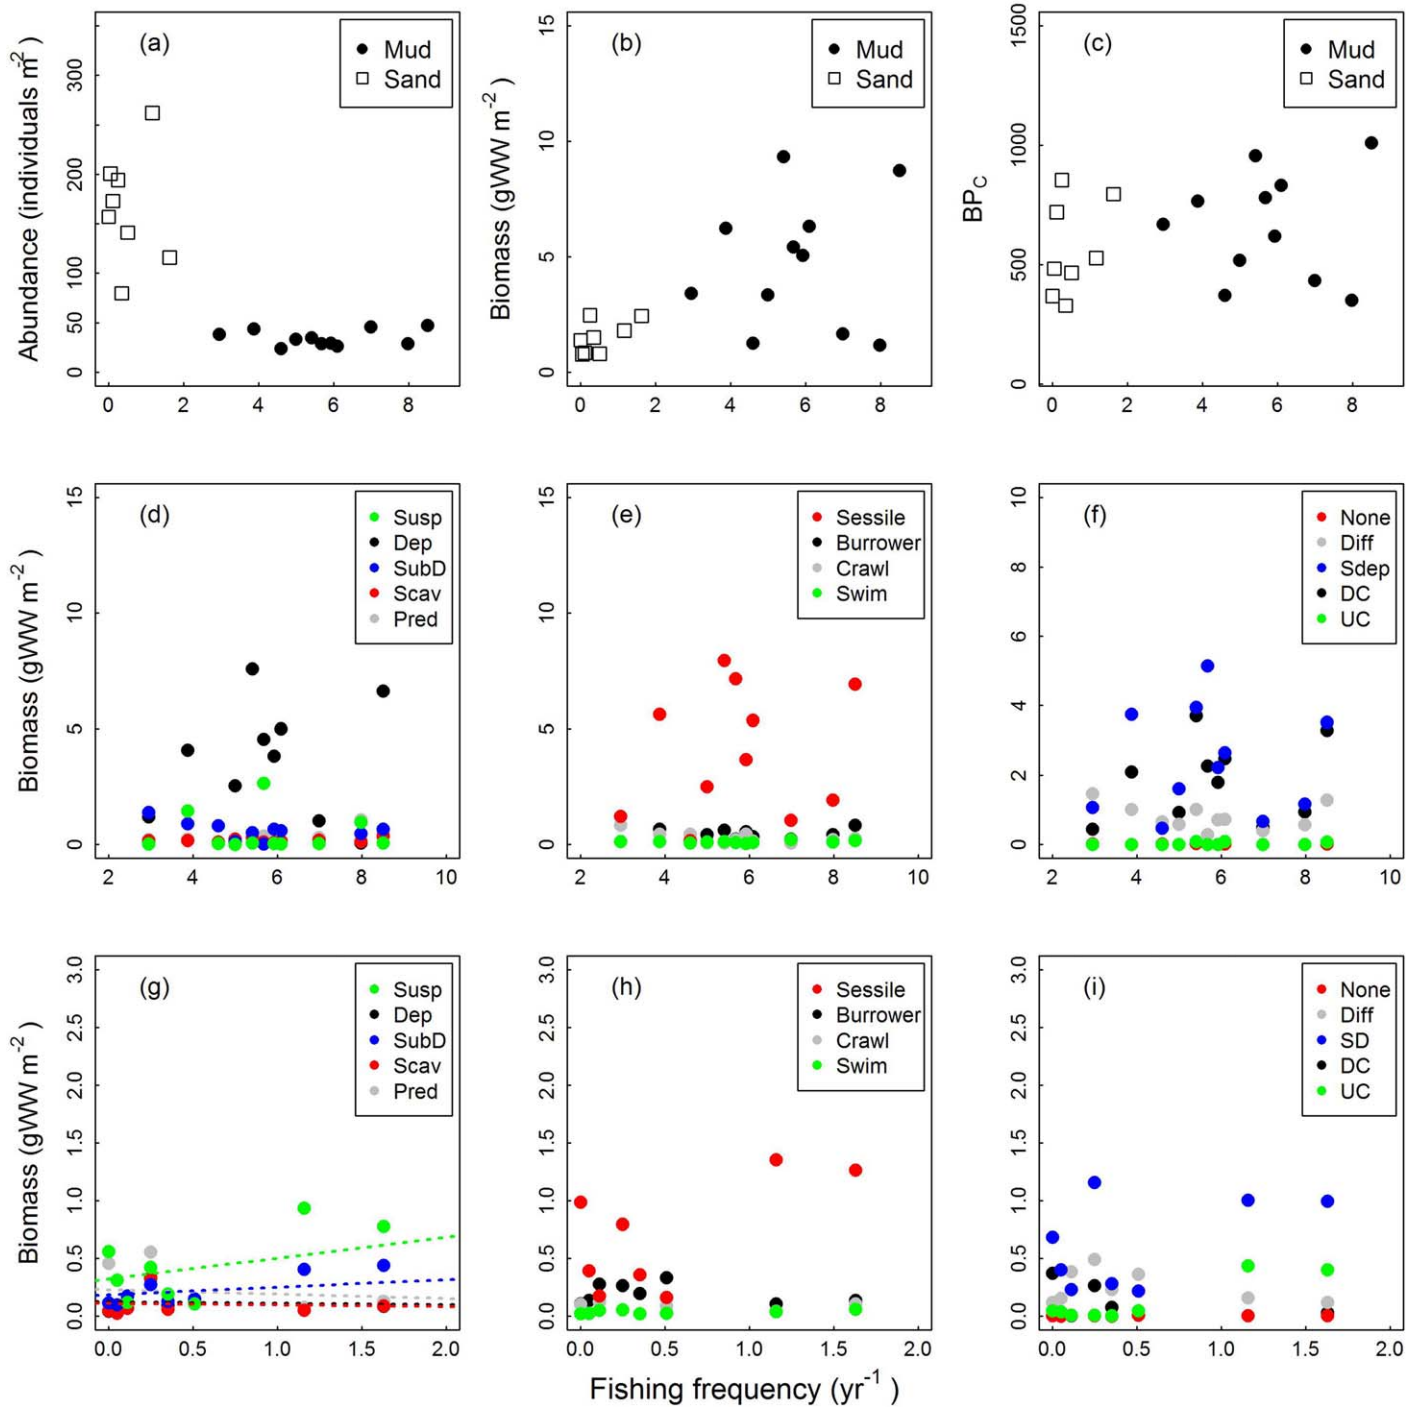 (a)
Mud
Sand
Abundance (individuals m-2)
0 50 100 200 300
0 2 4 6 8
(b)
Mud
Sand
Biomass (gWW m-2)
0 5 10 15
0 2 4 6 8
(c)
Mud
Sand
BPC
0 500 1000 1500
0 2 4 6 8
(d)
Susp
Dep
SubD
Scav
Pred
Biomass (gWW m-2)
0 5 10 15
2 4 6 8 10
(e)
Sessile
Burrower
Crawl
Swim
0 5 10 15
2 4 6 8 10
(f)
None
Diff
Sdep
DC
UC
0 2 4 6 8 10
2 4 6 8 10
(g)
Susp
Dep
SubD
Scav
Pred
Biomass (gWW m-2)
0.0 0.5 1.0 1.5 2.0 2.5 3.0
0.0 0.5 1.0 1.5 2.0
(h)
Sessile
Burrower
Crawl
Swim
0.0 0.5 1.0 1.5 2.0 2.5 3.0
0.0 0.5 1.0 1.5 2.0
(i)
None
Diff
SD
DC
UC
0.0 0.5 1.0 1.5 2.0 2.5 3.0
0.0 0.5 1.0 1.5 2.0
Fishing frequency (yr-1)